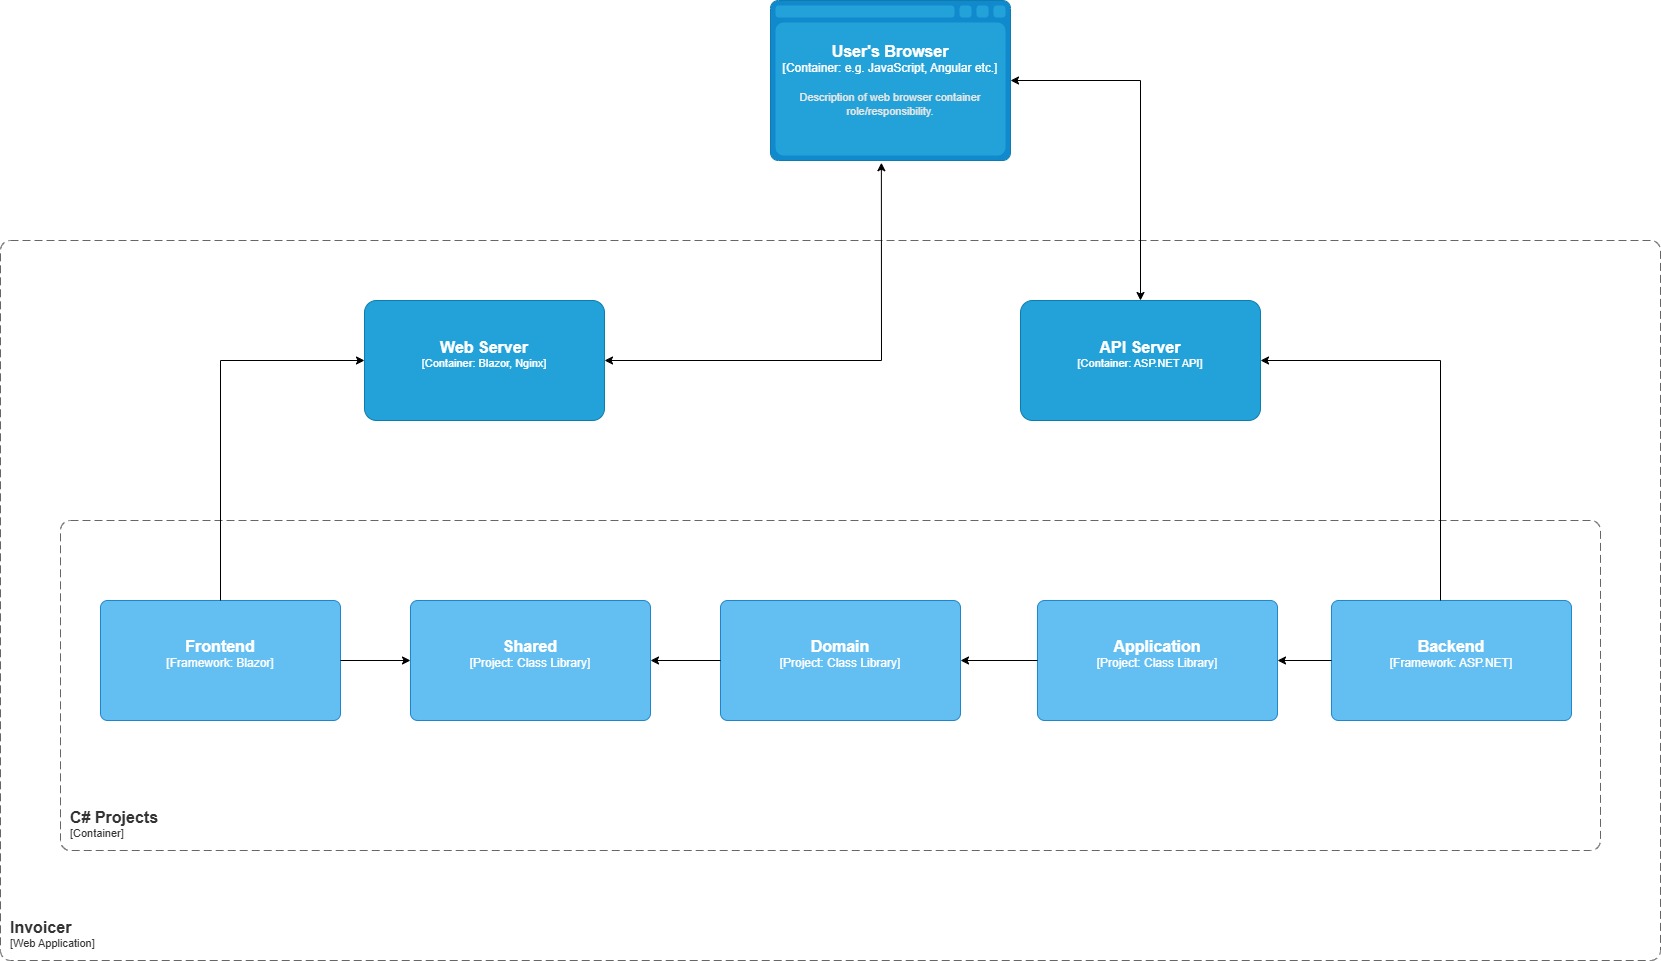 User's Browser
[Container: e.g. JavaScript, Angular etc.]
Description of web browser container
role/responsibility.
Web Server
[Container: Blazor, Nginx]
API Server
[Container: ASP.NET API]
Frontend
[Framework: Blazor]
Shared
[Project: Class Library]
Domain
[Project: Class Library]
Application
[Project: Class Library]
Backend
[Framework: ASP.NET]
C# Projects
[Container]
Invoicer
[Web Application]